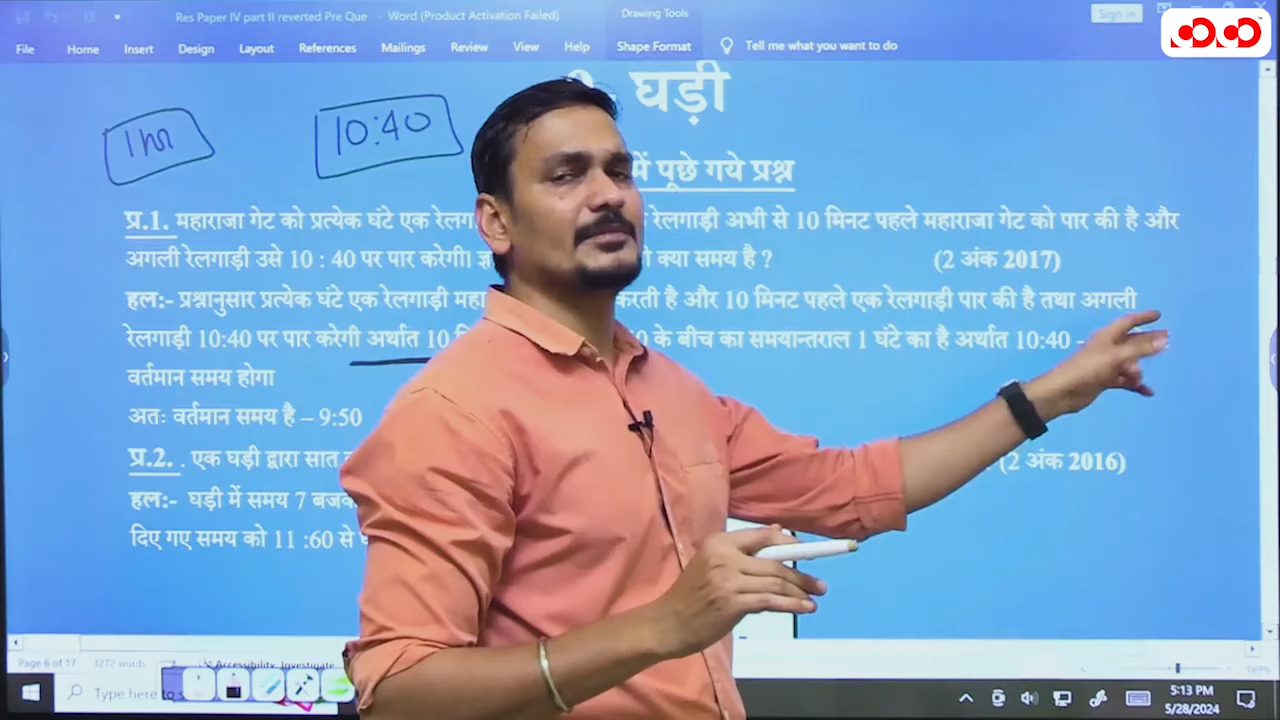 Res Paper IV part II reverted Pre Que - Word (Product Activation Failed)
Drawing Tools
Sign in
File Home Insert Design Layout References Mailings Review View Help Shape Format Tell me what you want to do
घड़ी
1 hr 10:40
में पूछे गये प्रश्न
प्र.1. महाराजा गेट को प्रत्येक घंटे एक रेलगा रेलगाड़ी अभी से 10 मिनट पहले महाराजा गेट को पार की है और
अगली रेलगाड़ी उसे 10 : 40 पर पार करेगी। क्या समय है ? (2 अंक 2017)
हल:- प्रश्नानुसार प्रत्येक घंटे एक रेलगाड़ी महा करती है और 10 मिनट पहले एक रेलगाड़ी पार की है तथा अगली
रेलगाड़ी 10:40 पर पार करेगी अर्थात 10 के बीच का समयान्तराल 1 घंटे का है अर्थात 10:40 -
वर्तमान समय होगा
अतः वर्तमान समय है – 9:50
प्र.2. . एक घड़ी द्वारा सात (2 अंक 2016)
हल:- घड़ी में समय 7 बजक
दिए गए समय को 11 :60 से
Page 6 of 17 3272 words Accessibility: Investigate 169%
Type here to s
5:13 PM
5/28/2024